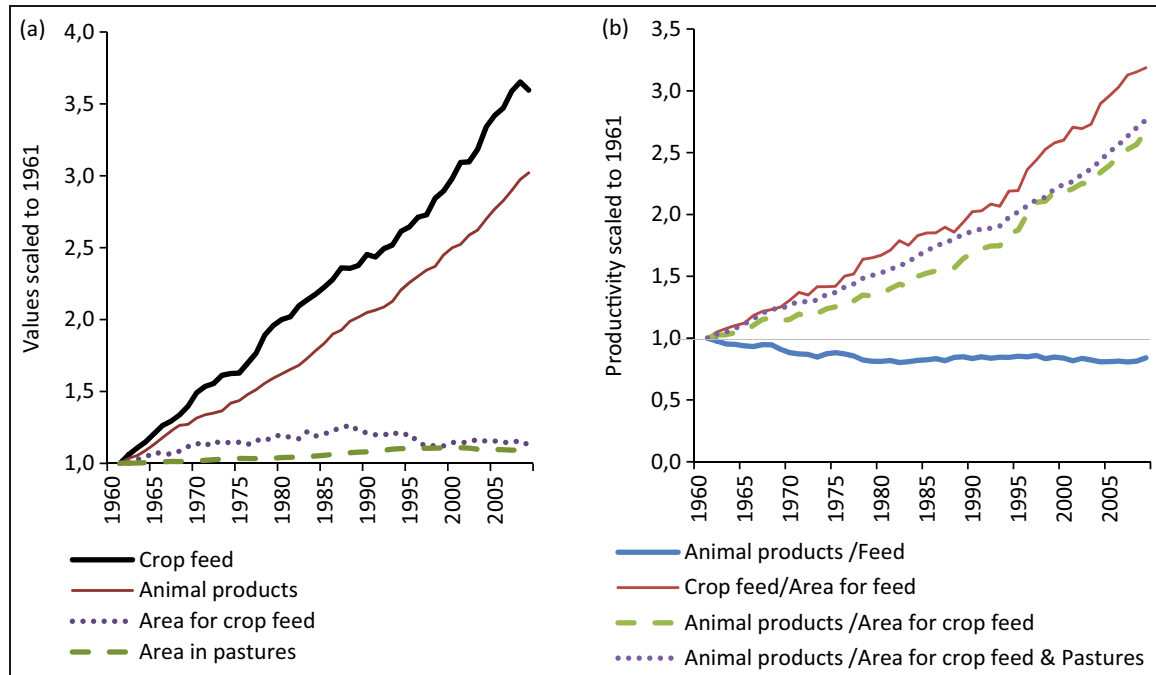 (a)
4,0
3,5
3,0
2,5
2,0
1,5
1,0
Values scaled to 1961
1960
1965
1970
1975
1980
1985
1990
1995
2000
2005
Crop feed
Animal products
Area for crop feed
Area in pastures
(b)
3,5
3,0
2,5
2,0
1,5
1,0
0,5
0,0
Productivity scaled to 1961
1960
1965
1970
1975
1980
1985
1990
1995
2000
2005
Animal products /Feed
Crop feed/Area for feed
Animal products /Area for crop feed
Animal products /Area for crop feed & Pastures